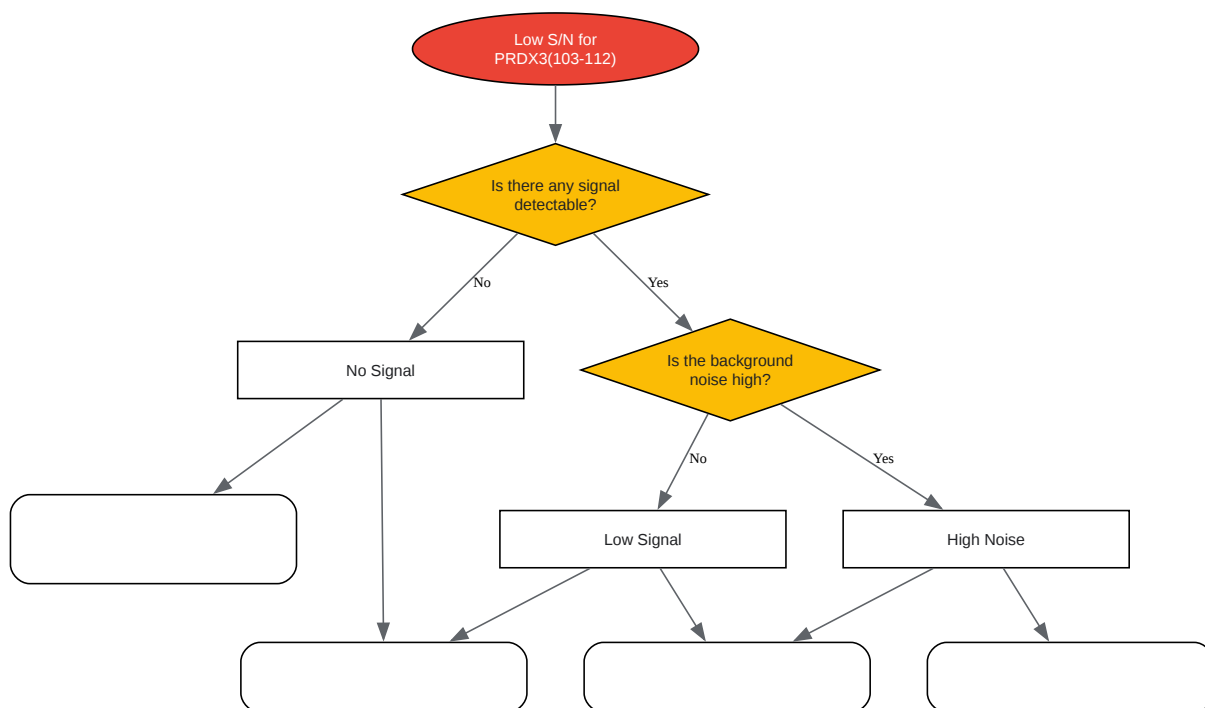 Low S/N for
PRDX3(103-112)
Is there any signal
detectable?
No
Yes
No Signal
Is the background
noise high?
No
Yes
Low Signal
High Noise